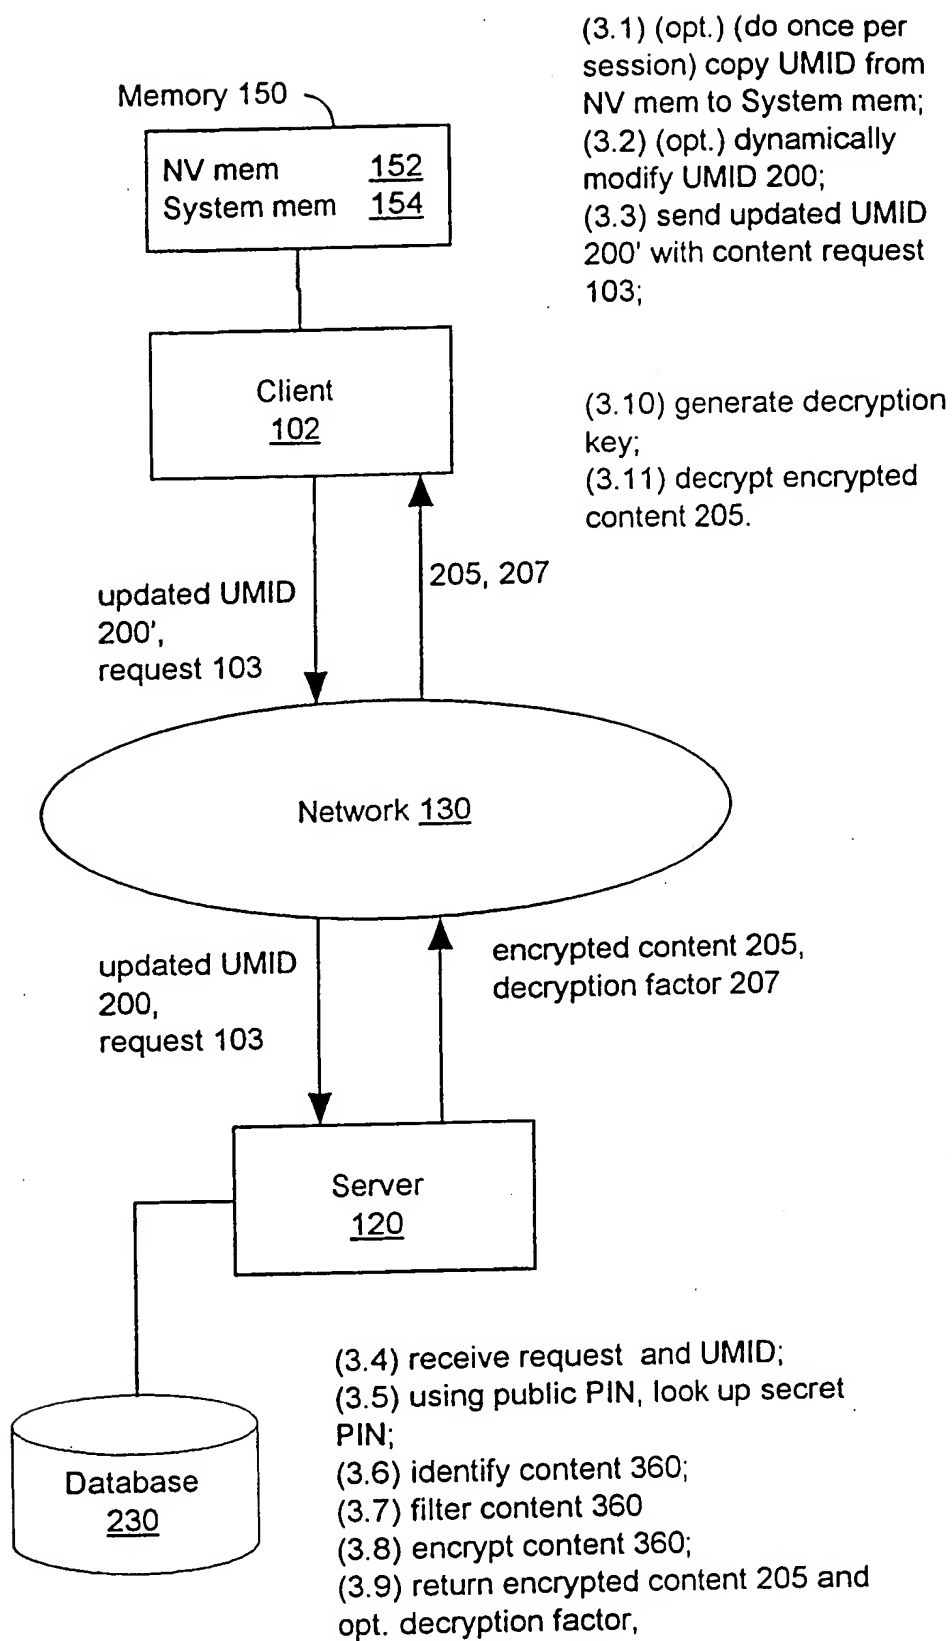 (3.1) (opt.) (do once per
session) copy UMID from
NV mem to System mem;
(3.2) (opt.) dynamically
modify UMID 200;
(3.3) send updated UMID
200' with content request
103;
Memory 150
NV mem 152
System mem 154
Client
102
(3.10) generate decryption
key;
(3.11) decrypt encrypted
content 205.
updated UMID
200',
request 103
205, 207
Network 130
updated UMID
200,
request 103
encrypted content 205,
decryption factor 207
Server
120
Database
230
(3.4) receive request and UMID;
(3.5) using public PIN, look up secret
PIN;
(3.6) identify content 360;
(3.7) filter content 360
(3.8) encrypt content 360;
(3.9) return encrypted content 205 and
opt. decryption factor,